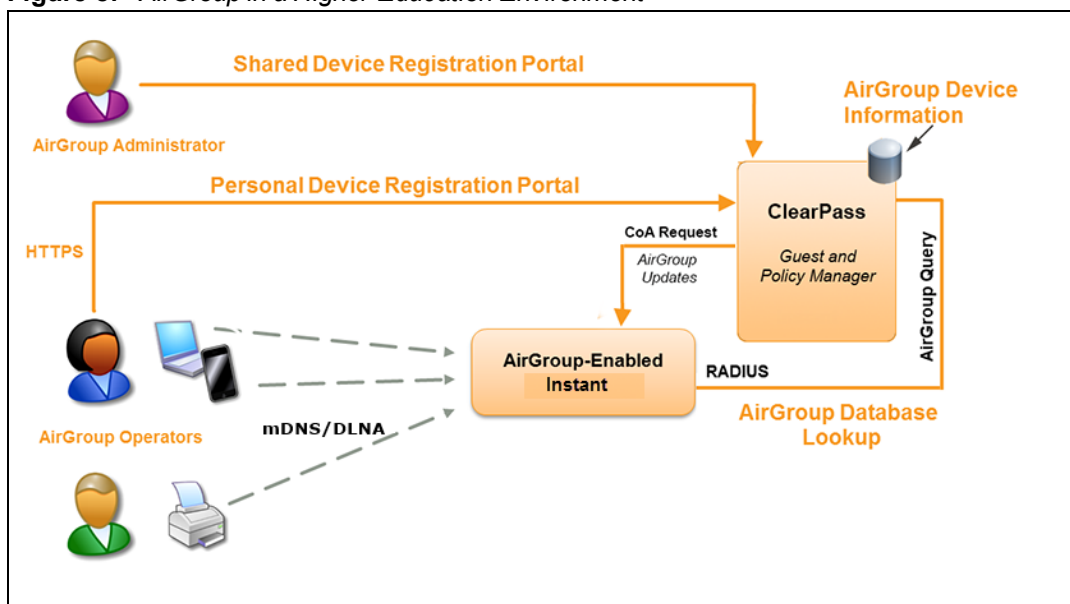 Shared Device Registration Portal
AirGroup Device
Information
AirGroup Administrator
Personal Device Registration Portal
ClearPass
Guest and
Policy Manager
CoA Request
AirGroup
Updates
HTTPS
AirGroup Query
AirGroup-Enabled
Instant
RADIUS
AirGroup Database
Lookup
mDNS/DLNA
AirGroup Operators